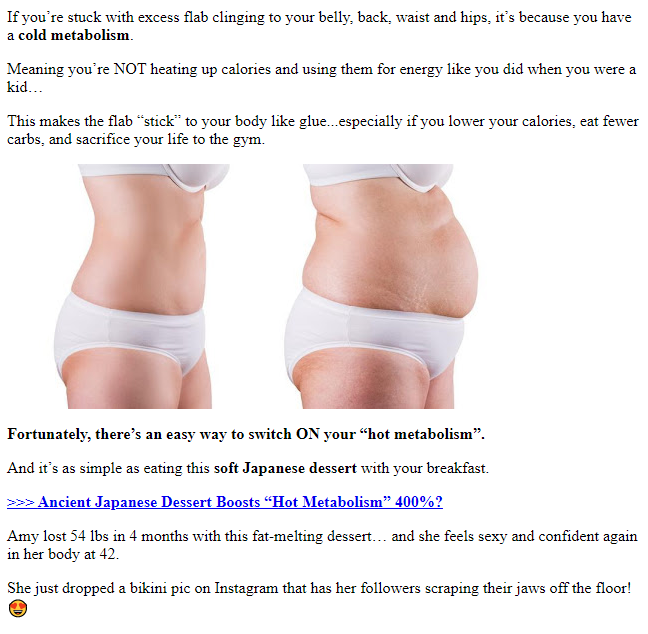 If you’re stuck with excess flab clinging to your belly, back, waist and hips, it’s because you have
a cold metabolism.
Meaning you’re NOT heating up calories and using them for energy like you did when you were a
kid…
This makes the flab “stick” to your body like glue...especially if you lower your calories, eat fewer
carbs, and sacrifice your life to the gym.
Fortunately, there’s an easy way to switch ON your “hot metabolism”.
And it’s as simple as eating this soft Japanese dessert with your breakfast.
>>> Ancient Japanese Dessert Boosts “Hot Metabolism” 400%?
Amy lost 54 lbs in 4 months with this fat-melting dessert… and she feels sexy and confident again
in her body at 42.
She just dropped a bikini pic on Instagram that has her followers scraping their jaws off the floor!
😍